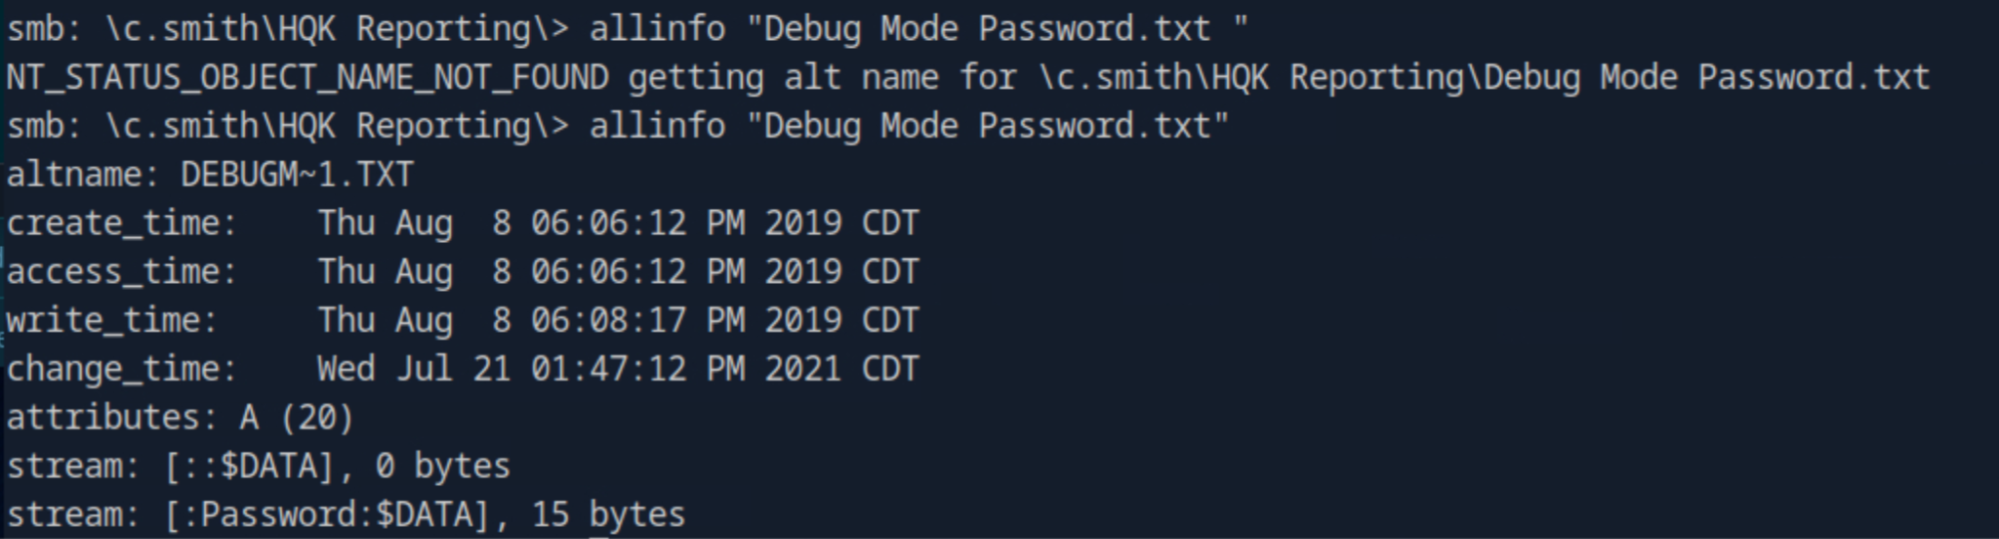 smb: \c.smith\HQK Reporting\> allinfo "Debug Mode Password.txt "
NT_STATUS_OBJECT_NAME_NOT_FOUND getting alt name for \c.smith\HQK Reporting\Debug Mode Password.txt
smb: \c.smith\HQK Reporting\> allinfo "Debug Mode Password.txt"
altname: DEBUGM~1.TXT
create_time:    Thu Aug  8 06:06:12 PM 2019 CDT
access_time:    Thu Aug  8 06:06:12 PM 2019 CDT
write_time:     Thu Aug  8 06:08:17 PM 2019 CDT
change_time:    Wed Jul 21 01:47:12 PM 2021 CDT
attributes: A (20)
stream: [::$DATA], 0 bytes
stream: [:Password:$DATA], 15 bytes